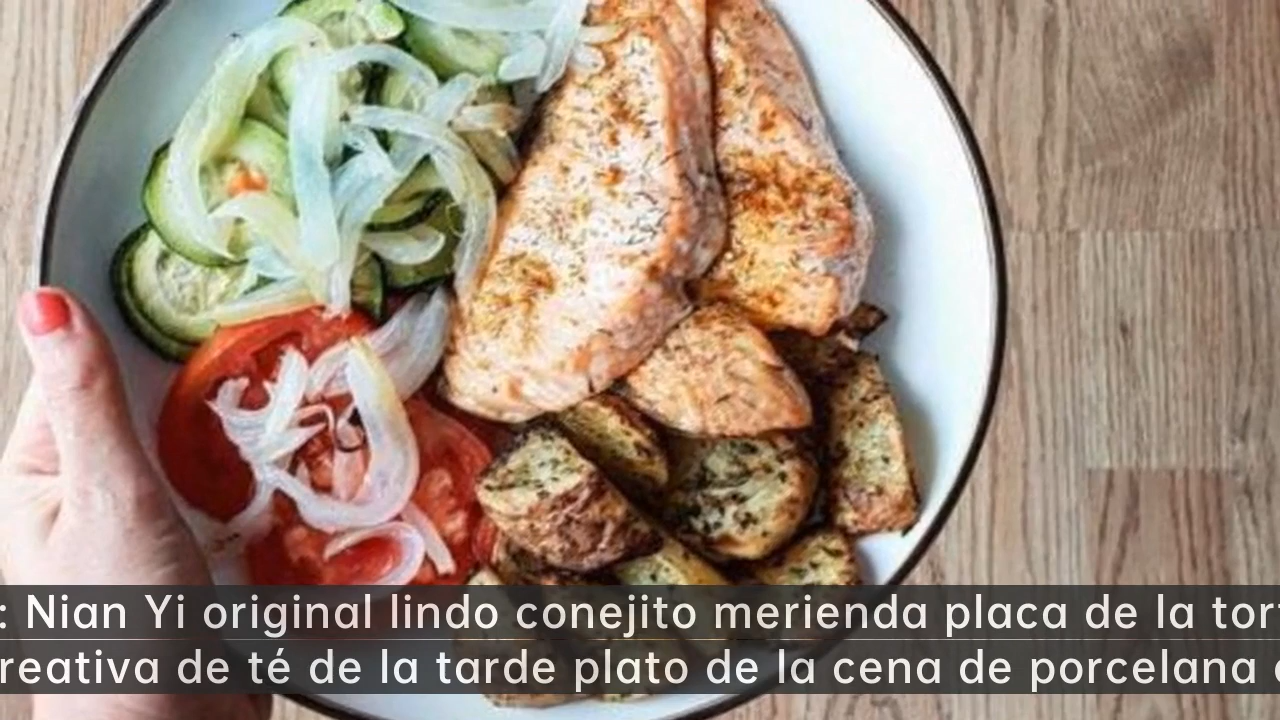 : Nian Yi original lindo conejito merienda placa de la
reativa de té de la tarde plato de la cena de porcelana